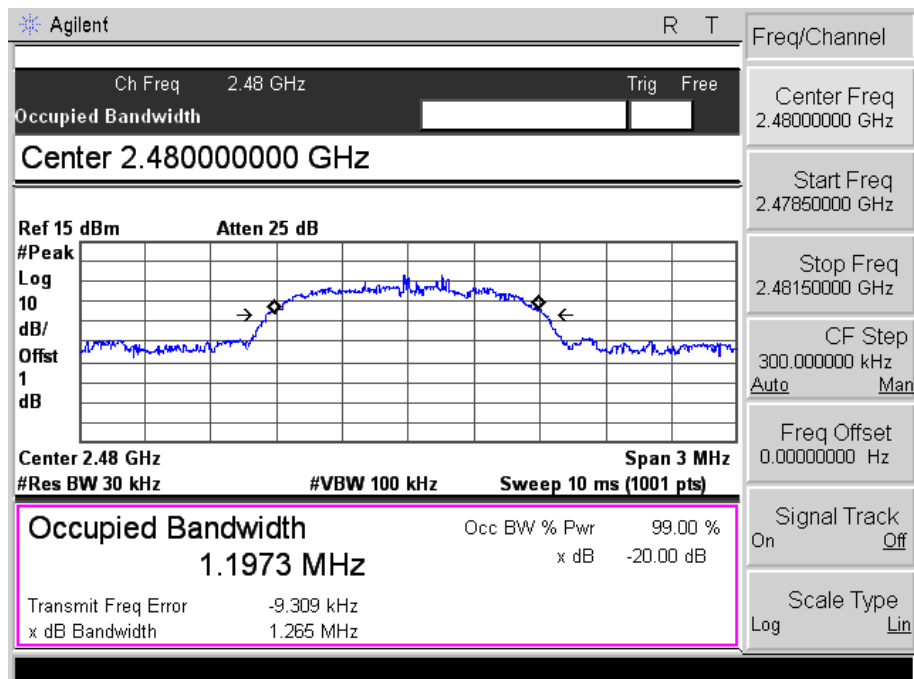 Agilent R T
Ch Freq 2.48 GHz Trig Free
Occupied Bandwidth
Center 2.480000000 GHz
Ref 15 dBm Atten 25 dB
#Peak
Log
10
dB/
Offst
1
dB
Center 2.48 GHz Span 3 MHz
#Res BW 30 kHz #VBW 100 kHz Sweep 10 ms (1001 pts)
Occupied Bandwidth Occ BW % Pwr 99.00 %
1.1973 MHz x dB -20.00 dB
Transmit Freq Error -9.309 kHz
x dB Bandwidth 1.265 MHz
Freq/Channel
Center Freq
2.48000000 GHz
Start Freq
2.47850000 GHz
Stop Freq
2.48150000 GHz
CF Step
300.000000 kHz
Auto Man
Freq Offset
0.00000000 Hz
Signal Track
On Off
Scale Type
Log Lin